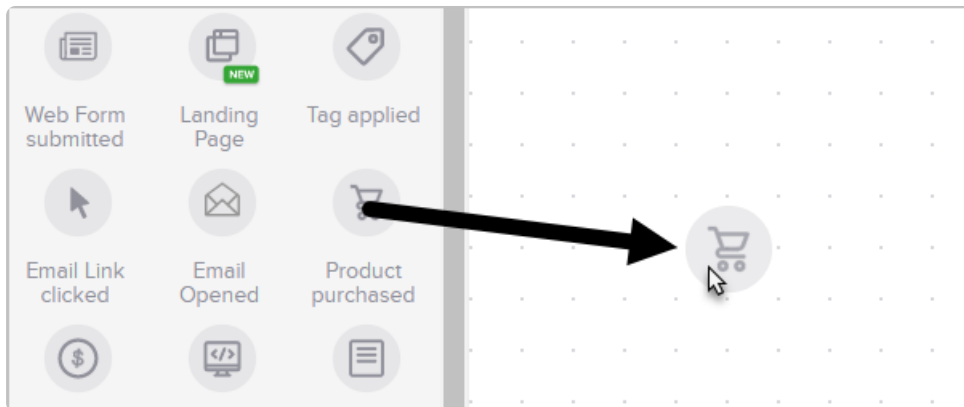 NEW
Web Form
submitted
Landing
Page
Tag applied
Email Link
clicked
Email
Opened
Product
purchased